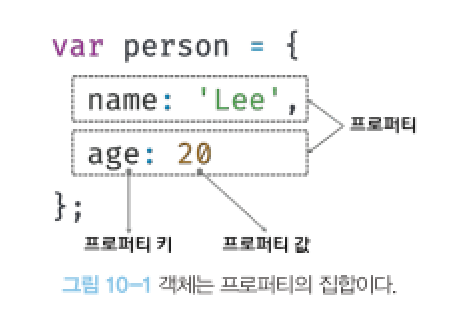 var person = {
name: 'Lee',
프로퍼티
age: 20
};
프로퍼티 키 프로퍼티 값
그림 10-1 객체는 프로퍼티의 집합이다.